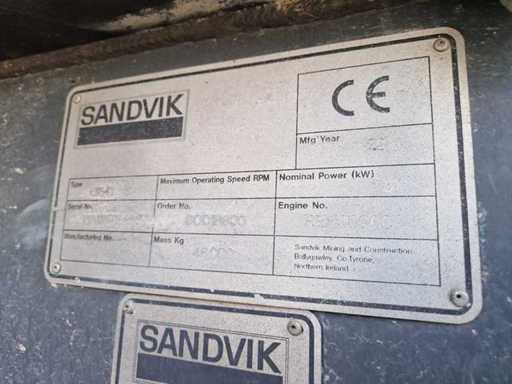 SANDVIK
CE
Mfg Year
Type
Maximum Operating Speed RPM
Nominal Power (kW)
Serial No.
Order No.
Engine No.
Manufacturing No.
Mass Kg
Sandvik Mining and Construction
Ballygawley, Co.Tyrone,
Northern Ireland
SANDVIK